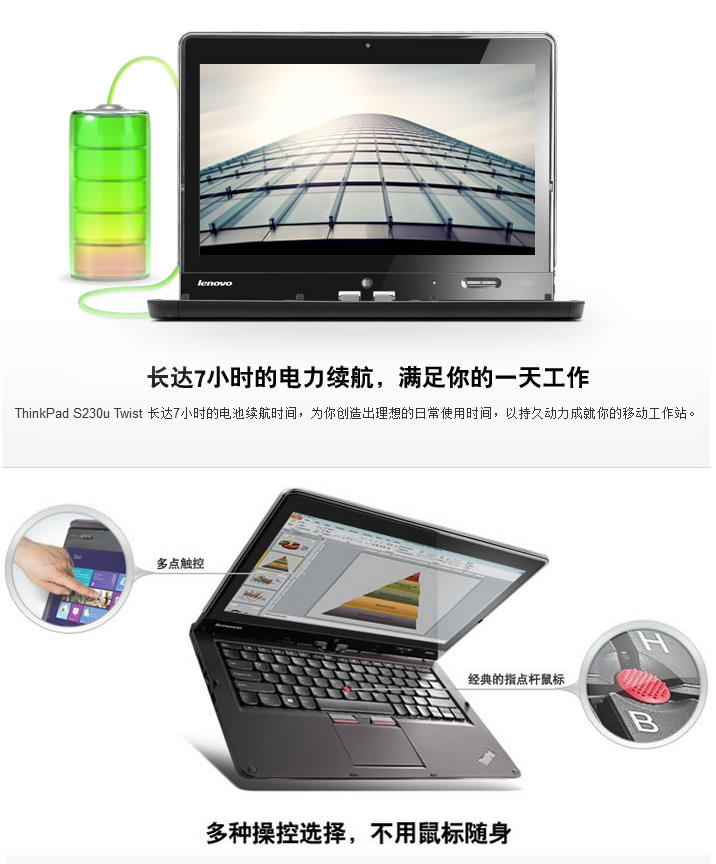 lenovo
长达7小时的电力续航，满足你的一天工作
ThinkPad S230u Twist 长达7小时的电池续航时间，为你创造出理想的日常使用时间，以持久动力成就你的移动工作站。
多点触控
Start
lenovo
经典的指点杆鼠标
H
B
ThinkPad
多种操控选择，不用鼠标随身